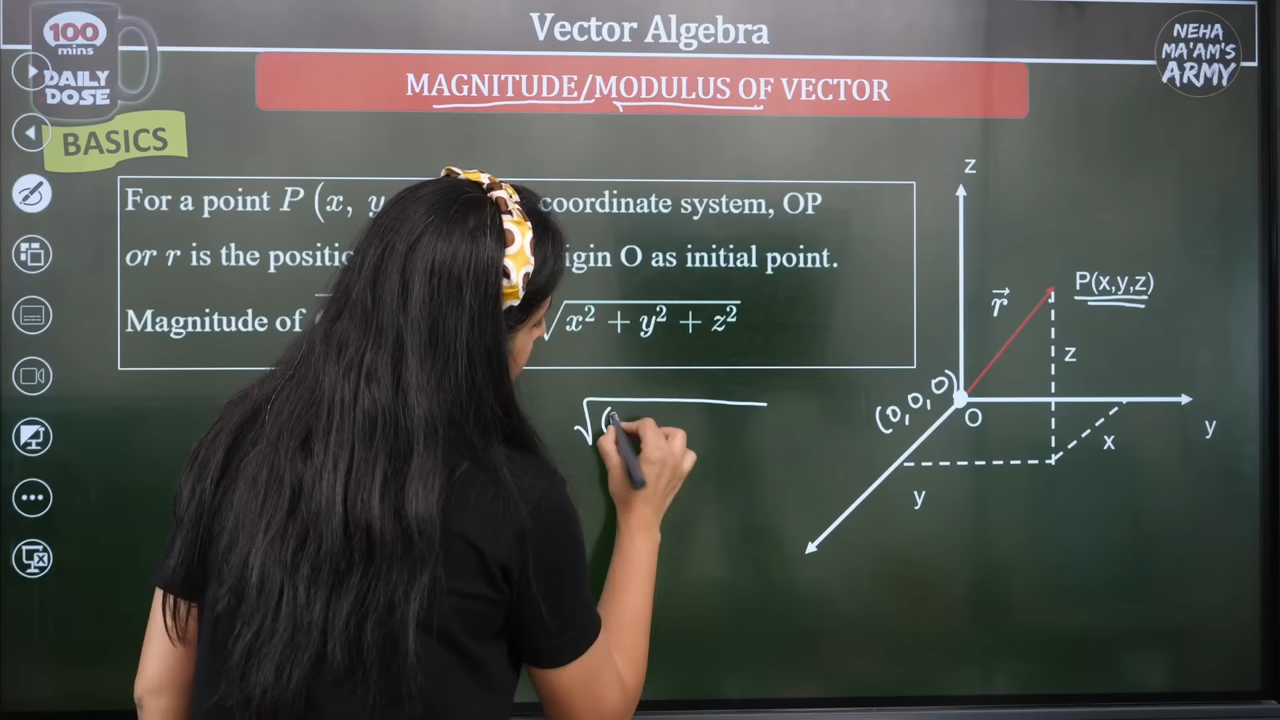 Vector Algebra
100
mins
DAILY
DOSE
NEHA
MA'AM'S
ARMY
MAGNITUDE/MODULUS OF VECTOR
BASICS
For a point P (x, y coordinate system, OP
or r is the positio igin O as initial point.
Magnitude of √x² + y² + z²
√(
z
r⃗
P(x,y,z)
z
(0,0,0)
O
x
y
y